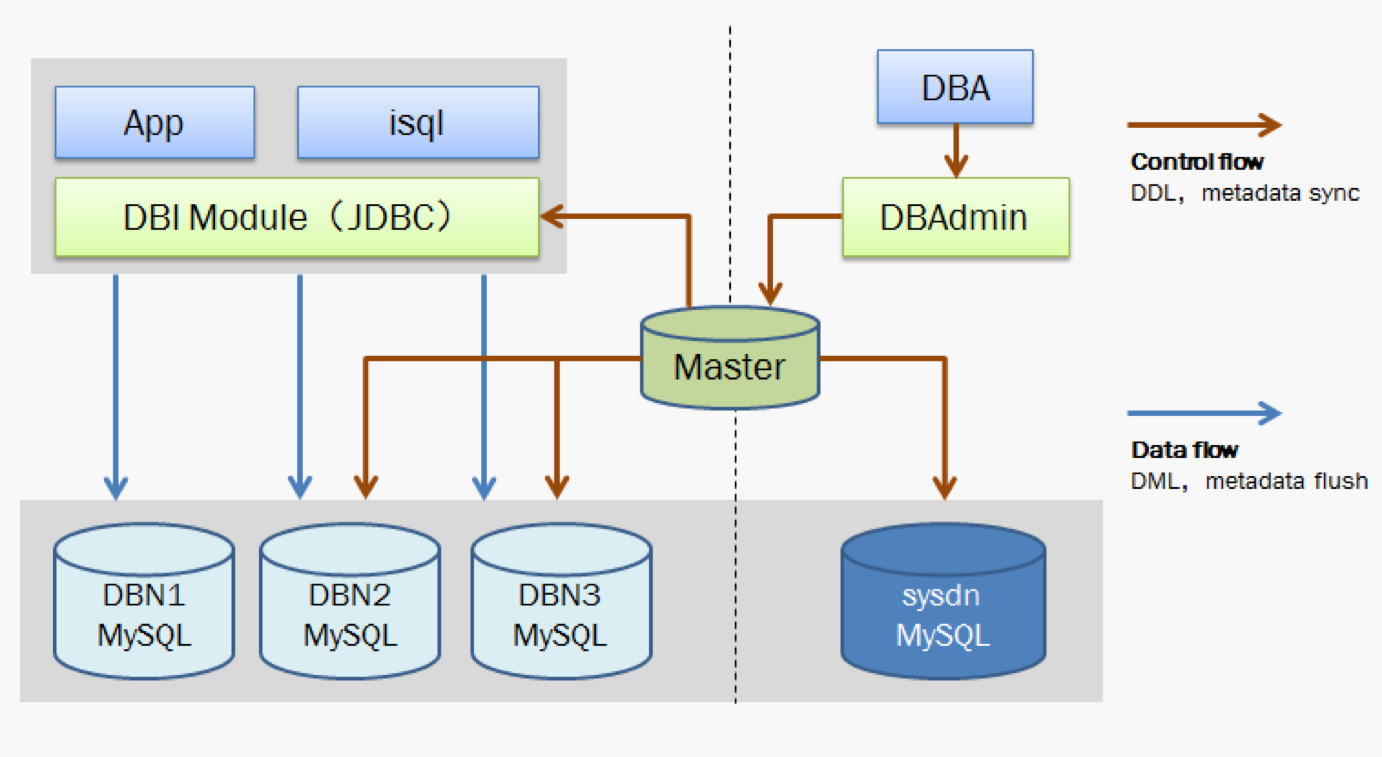 App
isql
DBI Module（JDBC）
DBA
DBAdmin
Control flow
DDL，metadata sync
Master
Data flow
DML，metadata flush
DBN1
MySQL
DBN2
MySQL
DBN3
MySQL
sysdn
MySQL